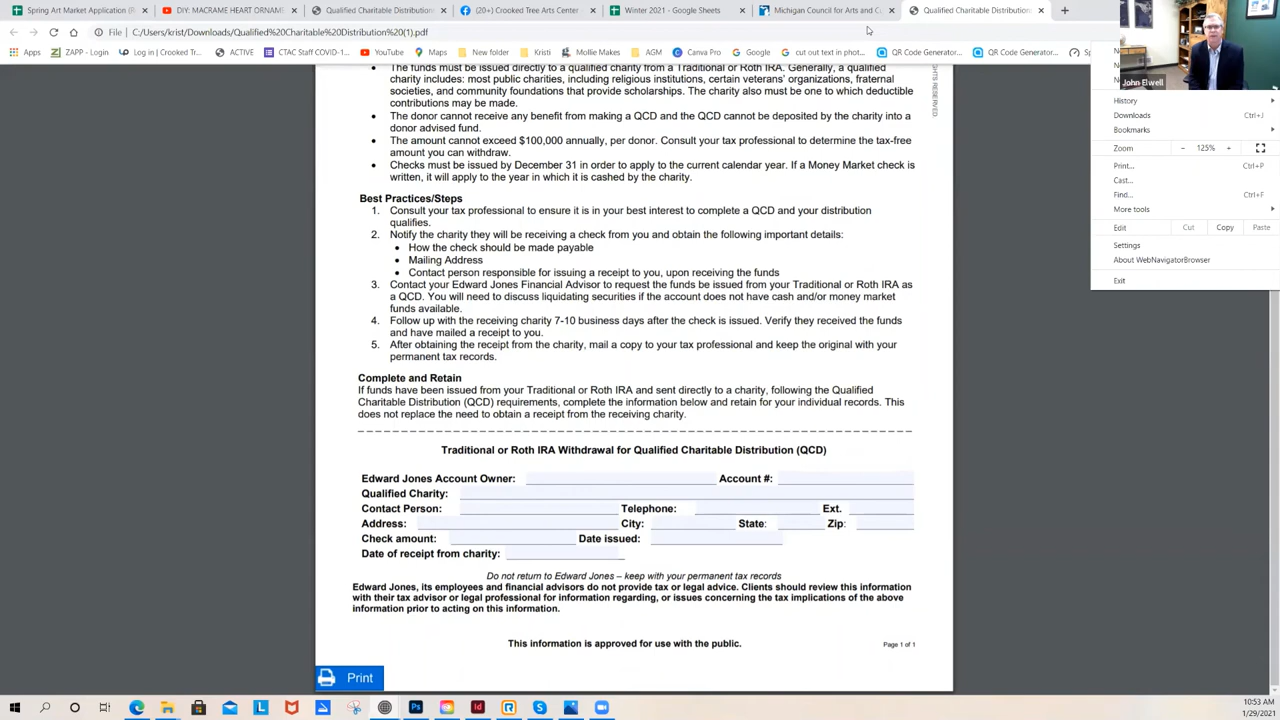 Spring Art Market Application (R
DIY: MACRAME HEART ORNAME
Qualified Charitable Distribution
(20+) Crooked Tree Arts Center
Winter 2021 - Google Sheets
Michigan Council for Arts and C
Qualified Charitable Distribution
File | C:/Users/krist/Downloads/Qualified%20Charitable%20Distribution%20(1).pdf
Apps
ZAPP - Login
Log in | Crooked Tr...
ACTIVE
CTAC Staff COVID-1...
Maps
New folder
Kristi
Mollie Makes
AGM
Canva Pro
Google
cut out text in phot...
QR Code Generator...
QR Code Generator...
John Elwell
History
Downloads Ctrl+J
Bookmarks
Zoom - 125% +
Print... Ctrl+P
Cast...
Find... Ctrl+F
More tools
Edit Cut Copy Paste
Settings
About WebNavigatorBrowser
Exit
• The funds must be issued directly to a qualified charity from a Traditional or Roth IRA. Generally, a qualified
charity includes: most public charities, including religious institutions, certain veterans' organizations, fraternal
societies, and community foundations that provide scholarships. The charity also must be one to which deductible
contributions may be made.
• The donor cannot receive any benefit from making a QCD and the QCD cannot be deposited by the charity into a
donor advised fund.
• The amount cannot exceed $100,000 annually, per donor. Consult your tax professional to determine the tax-free
amount you can withdraw.
• Checks must be issued by December 31 in order to apply to the current calendar year. If a Money Market check is
written, it will apply to the year in which it is cashed by the charity.
Best Practices/Steps
1. Consult your tax professional to ensure it is in your best interest to complete a QCD and your distribution
qualifies.
2. Notify the charity they will be receiving a check from you and obtain the following important details:
• How the check should be made payable
• Mailing Address
• Contact person responsible for issuing a receipt to you, upon receiving the funds
3. Contact your Edward Jones Financial Advisor to request the funds be issued from your Traditional or Roth IRA as
a QCD. You will need to discuss liquidating securities if the account does not have cash and/or money market
funds available.
4. Follow up with the receiving charity 7-10 business days after the check is issued. Verify they received the funds
and have mailed a receipt to you.
5. After obtaining the receipt from the charity, mail a copy to your tax professional and keep the original with your
permanent tax records.
Complete and Retain
If funds have been issued from your Traditional or Roth IRA and sent directly to a charity, following the Qualified
Charitable Distribution (QCD) requirements, complete the information below and retain for your individual records. This
does not replace the need to obtain a receipt from the receiving charity.
Traditional or Roth IRA Withdrawal for Qualified Charitable Distribution (QCD)
Edward Jones Account Owner: Account #:
Qualified Charity:
Contact Person: Telephone: Ext.
Address: City: State: Zip:
Check amount: Date issued:
Date of receipt from charity:
Do not return to Edward Jones – keep with your permanent tax records
Edward Jones, its employees and financial advisors do not provide tax or legal advice. Clients should review this information
with their tax advisor or legal professional for information regarding, or issues concerning the tax implications of the above
information prior to acting on this information.
This information is approved for use with the public.
Page 1 of 1
Print
10:53 AM
1/29/2021